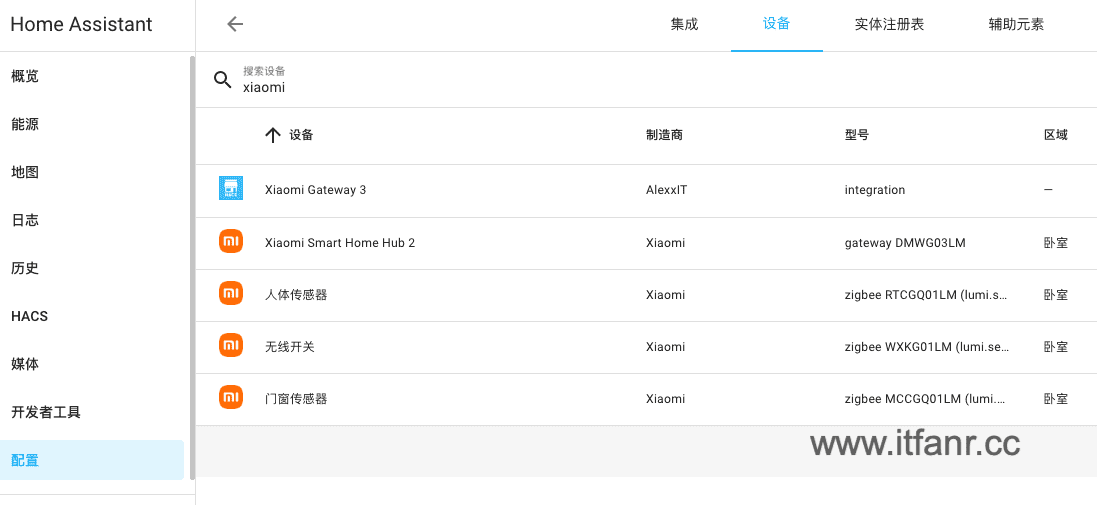 Home Assistant
集成 设备 实体注册表 辅助元素
概览
能源
地图
日志
历史
HACS
媒体
开发者工具
配置
搜索设备
xiaomi
设备 制造商 型号 区域
HACS Xiaomi Gateway 3 AlexxIT integration —
Xiaomi Smart Home Hub 2 Xiaomi gateway DMWG03LM 卧室
人体传感器 Xiaomi zigbee RTCGQ01LM (lumi.s... 卧室
无线开关 Xiaomi zigbee WXKG01LM (lumi.se... 卧室
门窗传感器 Xiaomi zigbee MCCGQ01LM (lumi.... 卧室
www.itfanr.cc